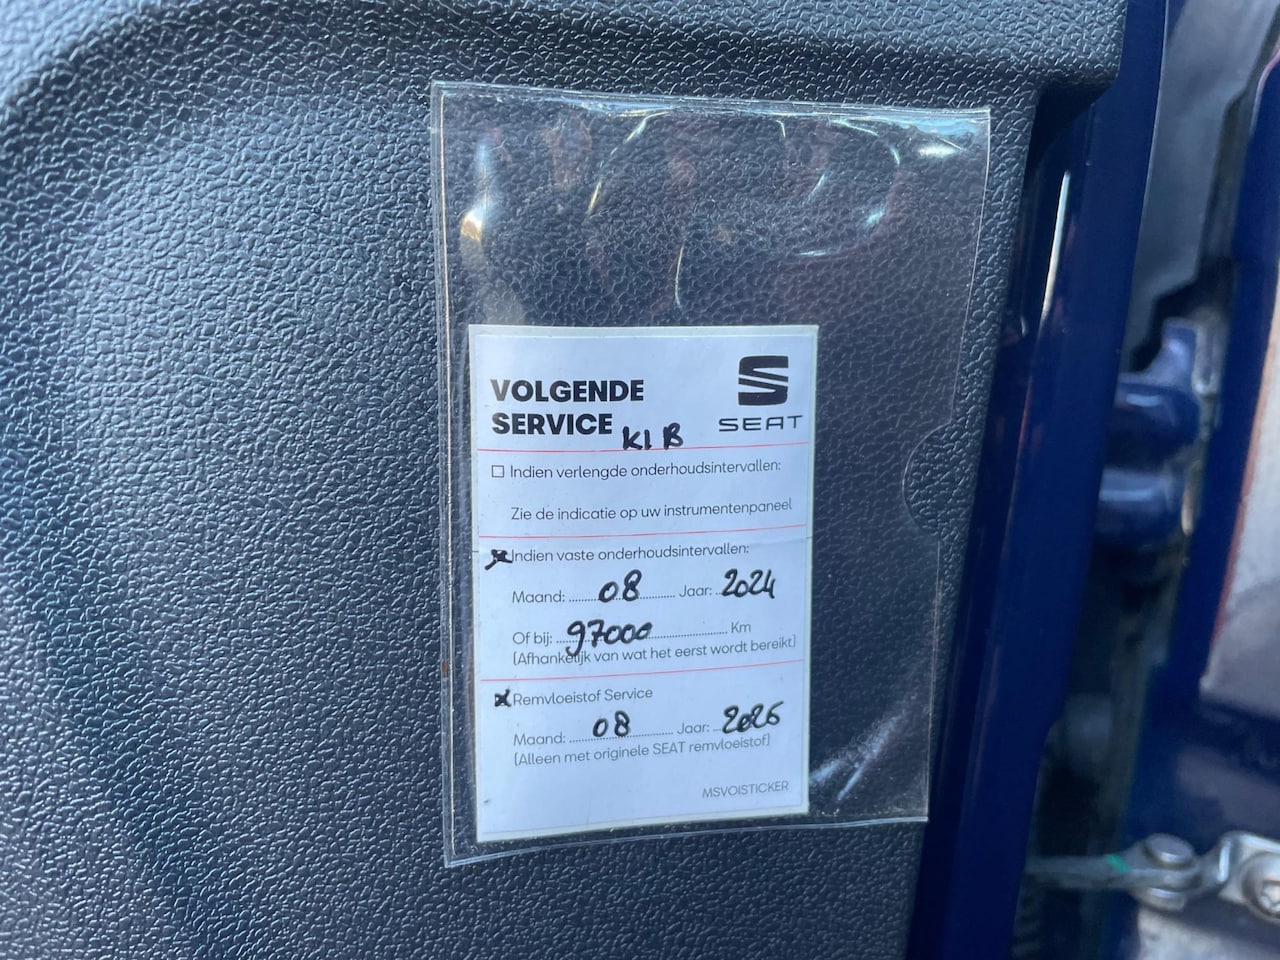 VOLGENDE
SERVICE KL B
SEAT
☐ Indien verlengde onderhoudsintervallen:
Zie de indicatie op uw instrumentenpaneel
☒ Indien vaste onderhoudsintervallen:
Maand: 08 Jaar: 2024
Of bij: 97000 Km
(Afhankelijk van wat het eerst wordt bereikt)
☒ Remvloeistof Service
Maand: 08 Jaar: 2026
(Alleen met originele SEAT remvloeistof)
MSVOISTICKER